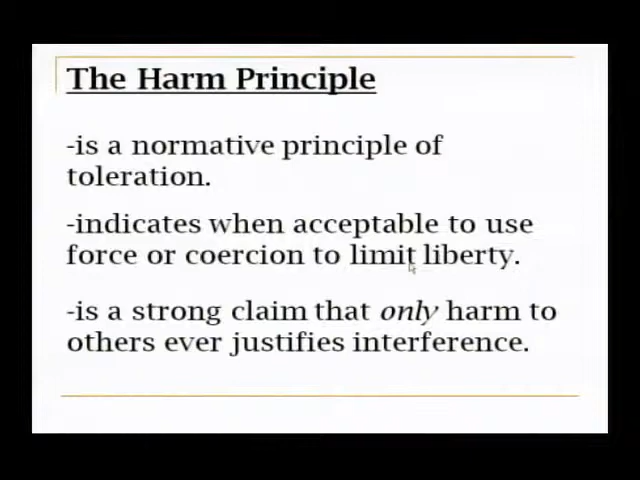 The Harm Principle
-is a normative principle of
toleration.
-indicates when acceptable to use
force or coercion to limit liberty.
-is a strong claim that only harm to
others ever justifies interference.